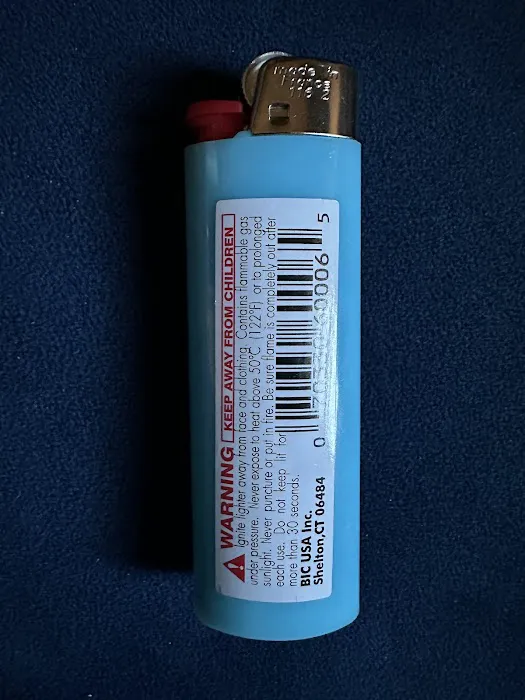 made in
WARNING KEEP AWAY FROM CHILDREN
Ignite lighter away from face and clothing. Contains flammable gas
under pressure. Never expose to heat above 50°C (122°F) or to prolonged
sunlight. Never puncture or put in fire. Be sure flame is completely out after
each use. Do not keep lit for
more than 30 seconds.
BIC USA Inc.
Shelton,CT 06484
5